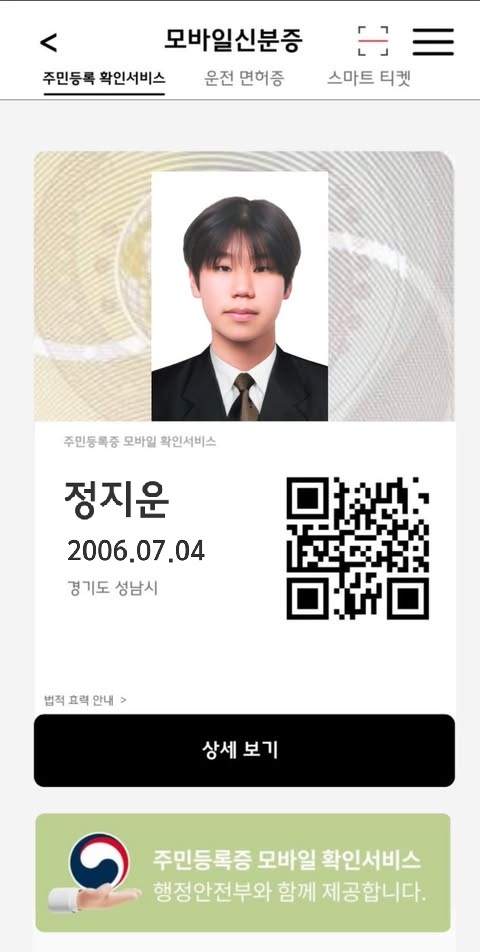 <
모바일신분증
주민등록 확인서비스
운전 면허증
스마트 티켓
주민등록증 모바일 확인서비스
정지운
2006.07.04
경기도 성남시
법적 효력 안내 >
상세 보기
주민등록증 모바일 확인서비스
행정안전부와 함께 제공합니다.